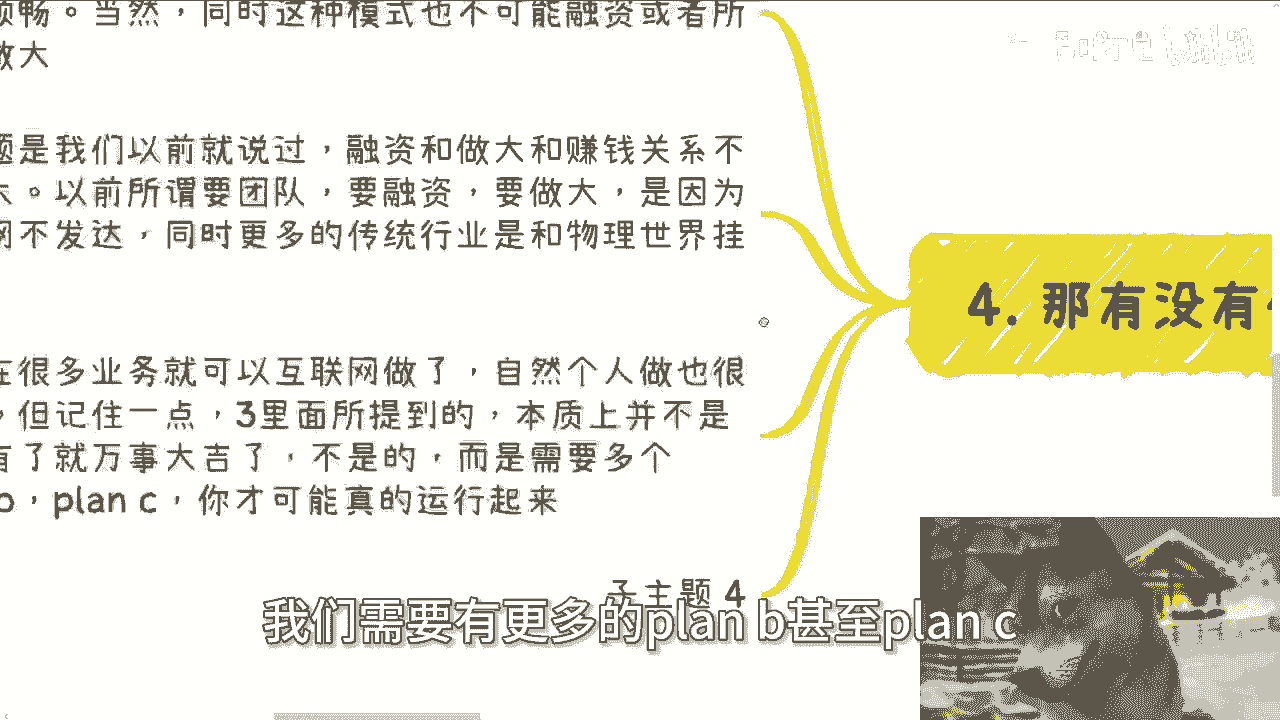 顺畅。当然，同时这种模式也不可能融资或者所
做大
题是我们以前就说过，融资和做大和赚钱关系不
大。以前所谓要团队，要融资，要做大，是因为
网不发达，同时更多的传统行业是和物理世界挂
在很多业务就可以互联网做了，自然个人做也很
，但记住一点，3里面所提到的，本质上并不是
有了就万事大吉了，不是的，而是需要多个
b，plan c，你才可能真的运行起来
子主题 4
4. 那有没有
我们需要有更多的plan b甚至plan c